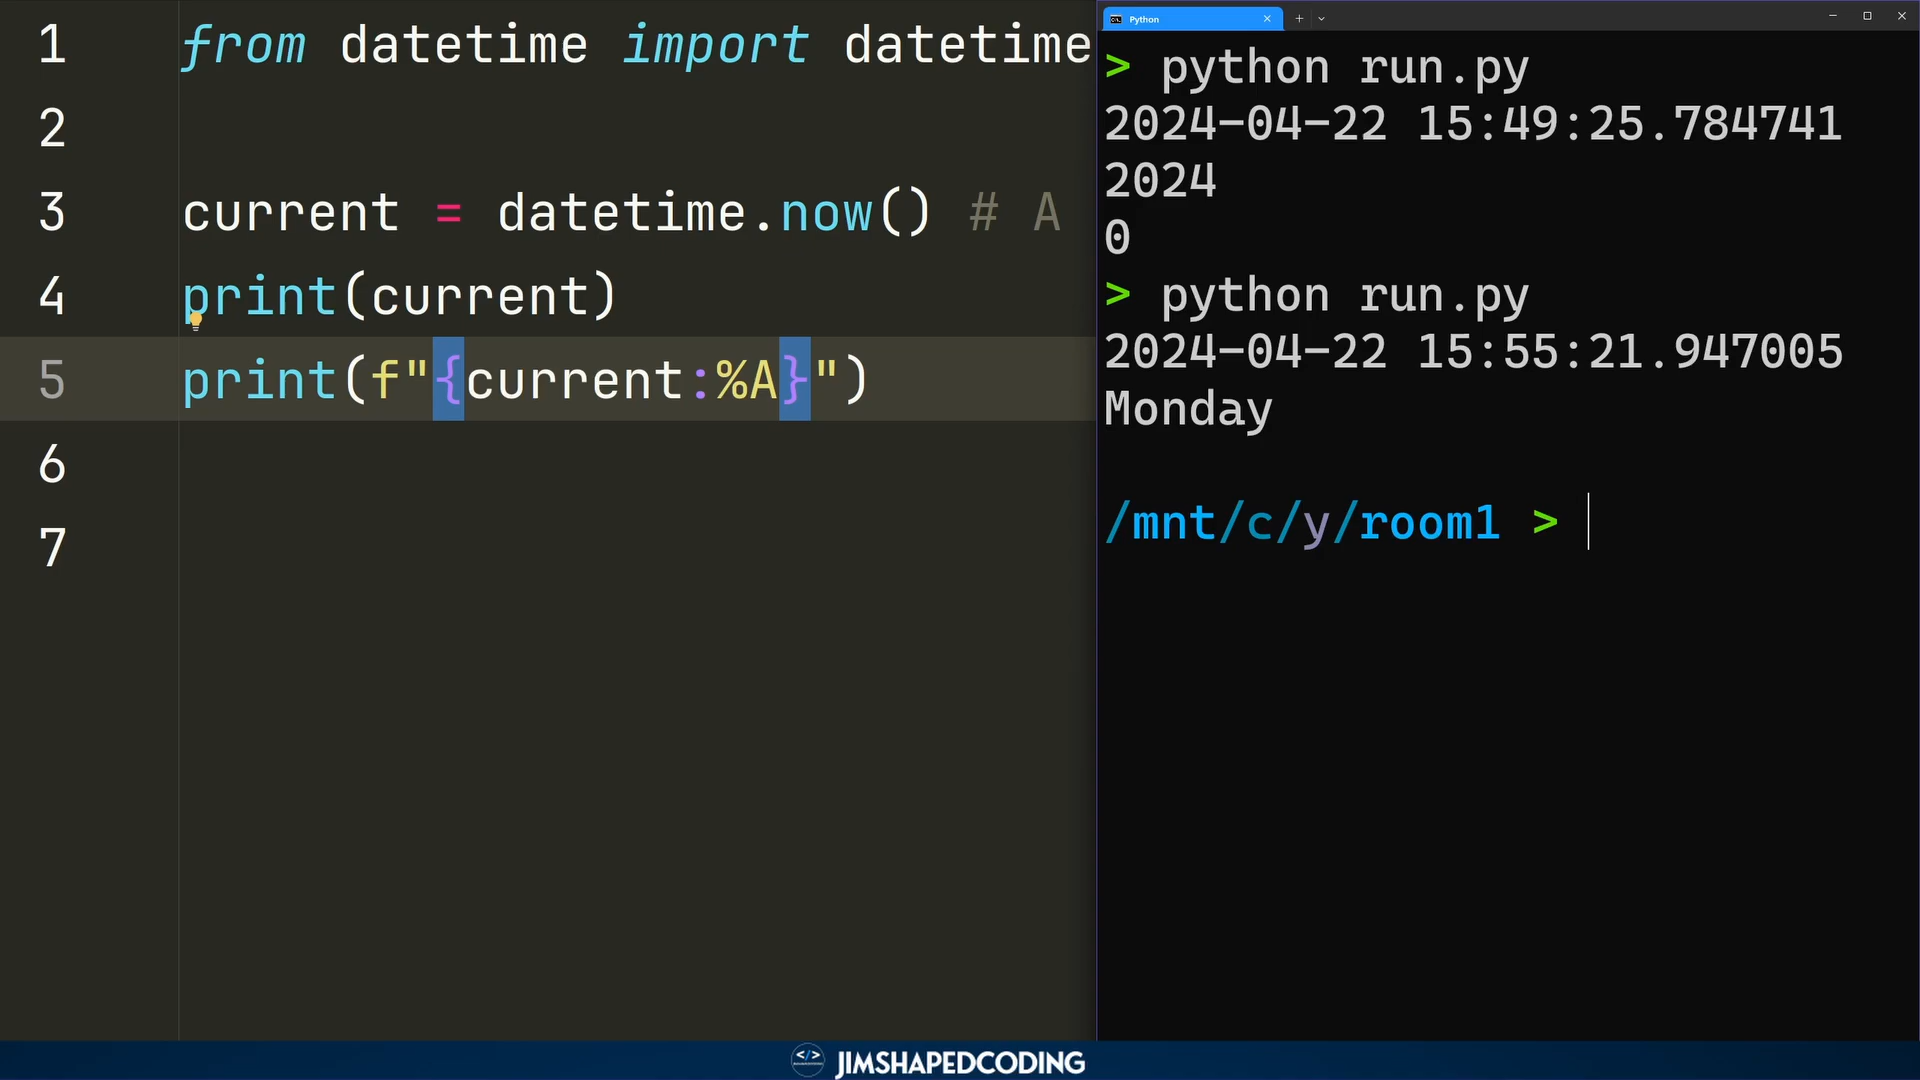 1 from datetime import datetime
2
3 current = datetime.now() # A
4 print(current)
5 print(f"{current:%A}")
6
7
Python
> python run.py
2024-04-22 15:49:25.784741
2024
0
> python run.py
2024-04-22 15:55:21.947005
Monday
/mnt/c/y/room1 >
</> JIMSHAPEDCODING